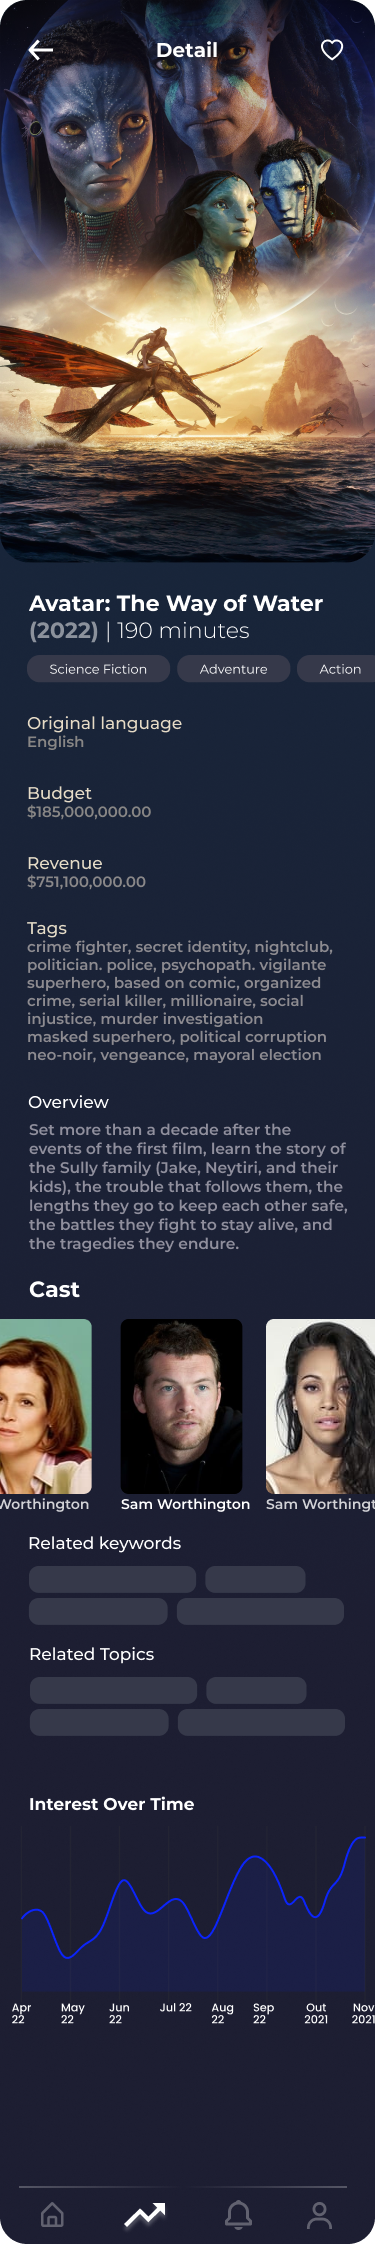 Detail
Avatar: The Way of Water
(2022) | 190 minutes
Science Fiction
Adventure
Action
Original language
English
Budget
$185,000,000.00
Revenue
$751,100,000.00
Tags
crime fighter, secret identity, nightclub,
politician. police, psychopath. vigilante
superhero, based on comic, organized
crime, serial killer, millionaire, social
injustice, murder investigation
masked superhero, political corruption
neo-noir, vengeance, mayoral election
Overview
Set more than a decade after the
events of the first film, learn the story of
the Sully family (Jake, Neytiri, and their
kids), the trouble that follows them, the
lengths they go to keep each other safe,
the battles they fight to stay alive, and
the tragedies they endure.
Cast
Worthington
Sam Worthington
Sam Worthingt
Related keywords
Related Topics
Interest Over Time
Apr
22
May
22
Jun
22
Jul 22
Aug
22
Sep
22
Out
2021
Nov
2021